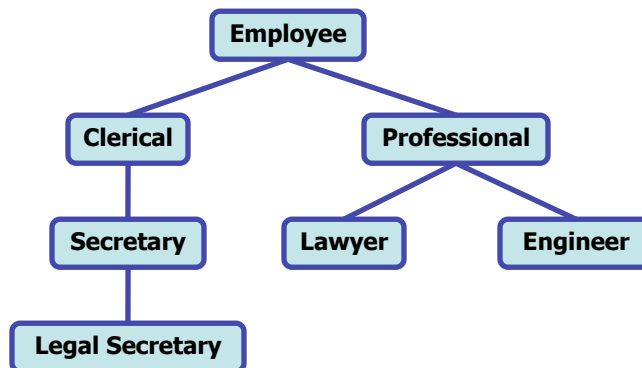 Employee
Clerical
Professional
Secretary
Lawyer
Engineer
Legal Secretary